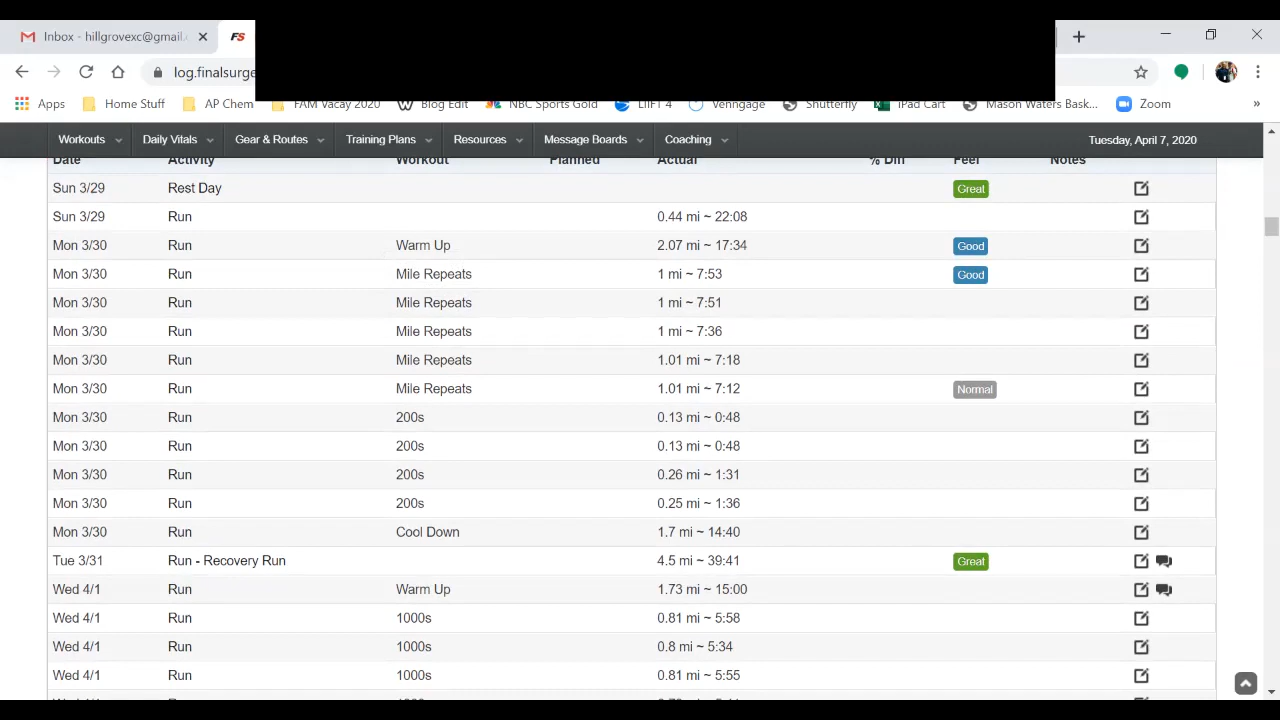 Inbox - hillgrovexc@gmail.
FS
log.finalsurge
Apps Home Stuff AP Chem FAM Vacay 2020 Blog Edit NBC Sports Gold LIIFT 4 Venngage Shutterfly iPad Cart Mason Waters Bask... Zoom »
Workouts Daily Vitals Gear & Routes Training Plans Resources Message Boards Coaching Tuesday, April 7, 2020
Date Activity Workout Planned Actual % Diff Feel Notes
Sun 3/29 Rest Day Great
Sun 3/29 Run 0.44 mi ~ 22:08
Mon 3/30 Run Warm Up 2.07 mi ~ 17:34 Good
Mon 3/30 Run Mile Repeats 1 mi ~ 7:53 Good
Mon 3/30 Run Mile Repeats 1 mi ~ 7:51
Mon 3/30 Run Mile Repeats 1 mi ~ 7:36
Mon 3/30 Run Mile Repeats 1.01 mi ~ 7:18
Mon 3/30 Run Mile Repeats 1.01 mi ~ 7:12 Normal
Mon 3/30 Run 200s 0.13 mi ~ 0:48
Mon 3/30 Run 200s 0.13 mi ~ 0:48
Mon 3/30 Run 200s 0.26 mi ~ 1:31
Mon 3/30 Run 200s 0.25 mi ~ 1:36
Mon 3/30 Run Cool Down 1.7 mi ~ 14:40
Tue 3/31 Run - Recovery Run 4.5 mi ~ 39:41 Great
Wed 4/1 Run Warm Up 1.73 mi ~ 15:00
Wed 4/1 Run 1000s 0.81 mi ~ 5:58
Wed 4/1 Run 1000s 0.8 mi ~ 5:34
Wed 4/1 Run 1000s 0.81 mi ~ 5:55